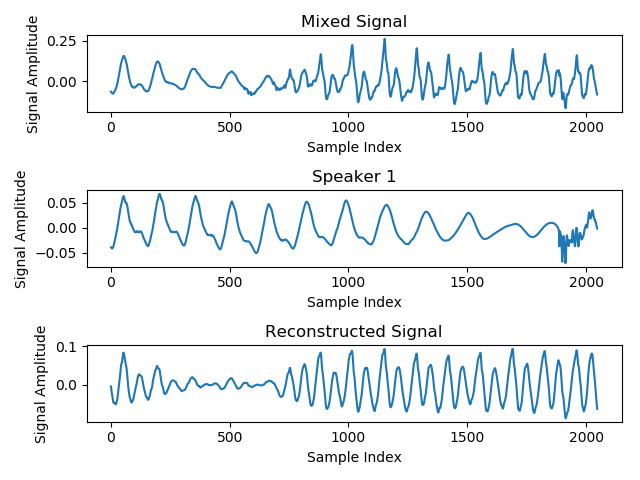 Mixed Signal
Signal Amplitude
0.25
0.00
0 500 1000 1500 2000
Sample Index
Speaker 1
Signal Amplitude
0.05
0.00
−0.05
0 500 1000 1500 2000
Sample Index
Reconstructed Signal
Signal Amplitude
0.1
0.0
0 500 1000 1500 2000
Sample Index